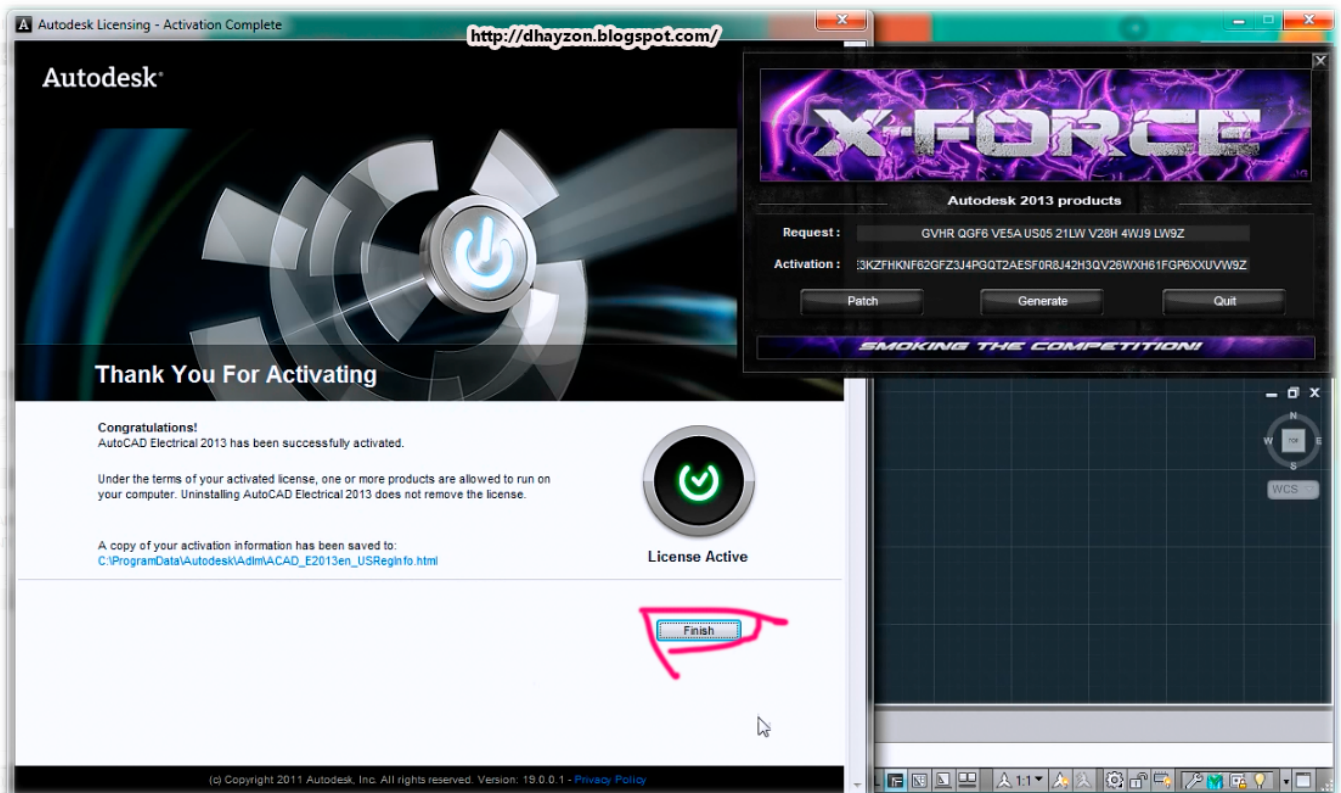 Autodesk Licensing - Activation Complete
http://dhayzon.blogspot.com/
Autodesk®
X-FORCE
Autodesk 2013 products
Request : GVHR QGF6 VE5A US05 21LW V28H 4WJ9 LW9Z
Activation : E3KZFHKNF62GFZ3J4PGQT2AESF0R8J42H3QV26WXH61FGP6XXUVW9Z
Patch Generate Quit
SMOKING THE COMPETITION!
Thank You For Activating
Congratulations!
AutoCAD Electrical 2013 has been successfully activated.
Under the terms of your activated license, one or more products are allowed to run on
your computer. Uninstalling AutoCAD Electrical 2013 does not remove the license.
A copy of your activation information has been saved to:
C:\ProgramData\Autodesk\Adlm\ACAD_E2013en_USRegInfo.html
License Active
Finish
N
W TOP E
S
WCS
1:1
(c) Copyright 2011 Autodesk, Inc. All rights reserved. Version: 19.0.0.1 - Privacy Policy